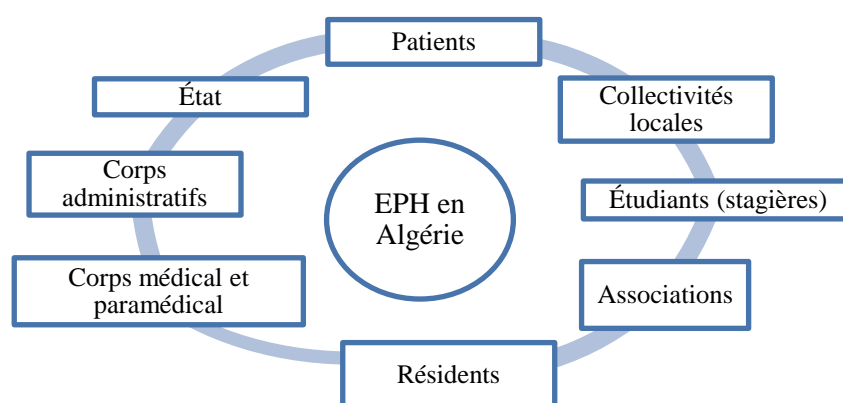 Patients
État
Collectivités
locales
Corps
administratifs
EPH en
Algérie
Étudiants (stagières)
Corps médical et
paramédical
Associations
Résidents